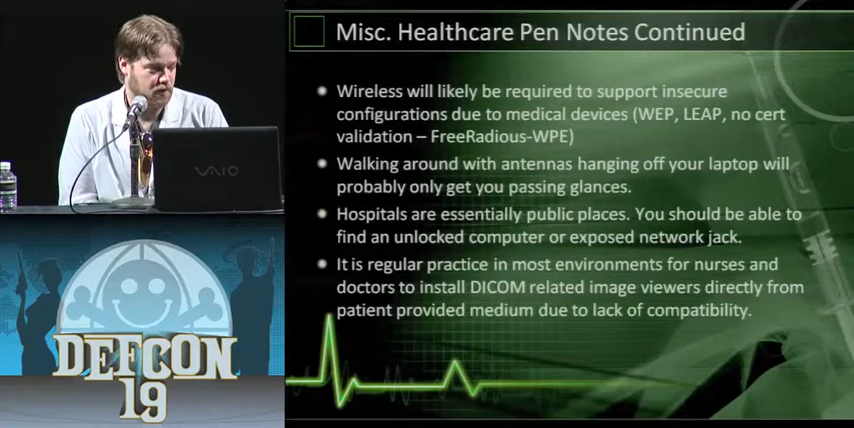 Misc. Healthcare Pen Notes Continued
Wireless will likely be required to support insecure
configurations due to medical devices (WEP, LEAP, no cert
validation – FreeRadious-WPE)
Walking around with antennas hanging off your laptop will
probably only get you passing glances.
Hospitals are essentially public places. You should be able to
find an unlocked computer or exposed network jack.
It is regular practice in most environments for nurses and
doctors to install DICOM related image viewers directly from
patient provided medium due to lack of compatibility.
VAIO
DEFCON
19